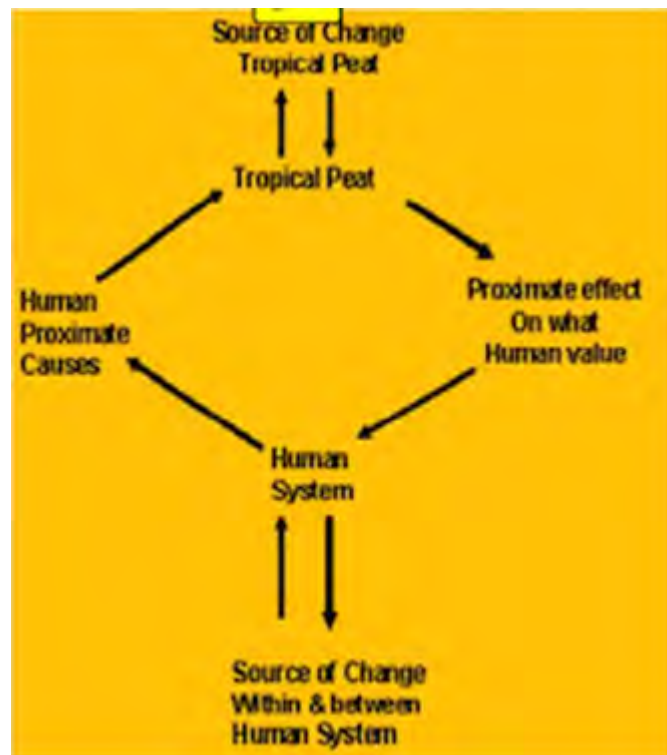 Source of Change
Tropical Peat
Tropical Peat
Human
Proximate
Causes
Proximate effect
On what
Human value
Human
System
Source of Change
Within & between
Human System